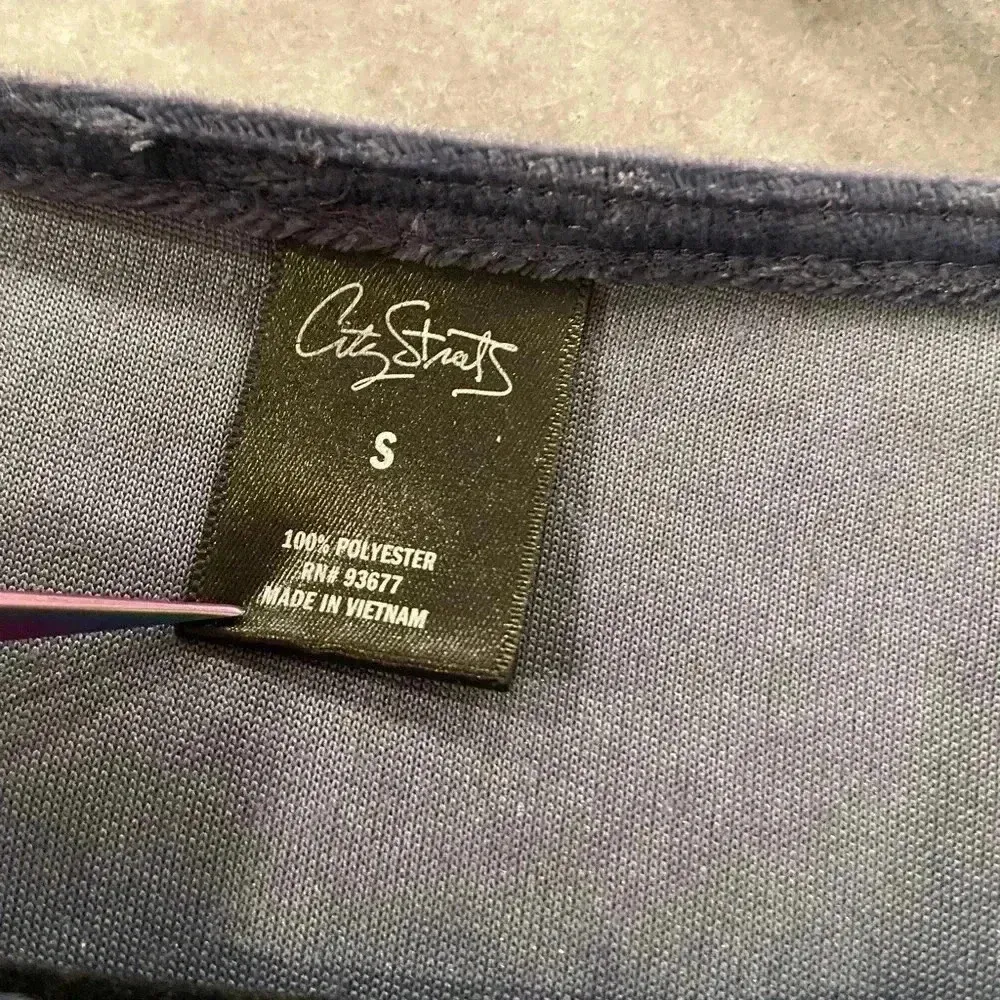 City Streets
S
100% POLYESTER
RN# 93677
MADE IN VIETNAM